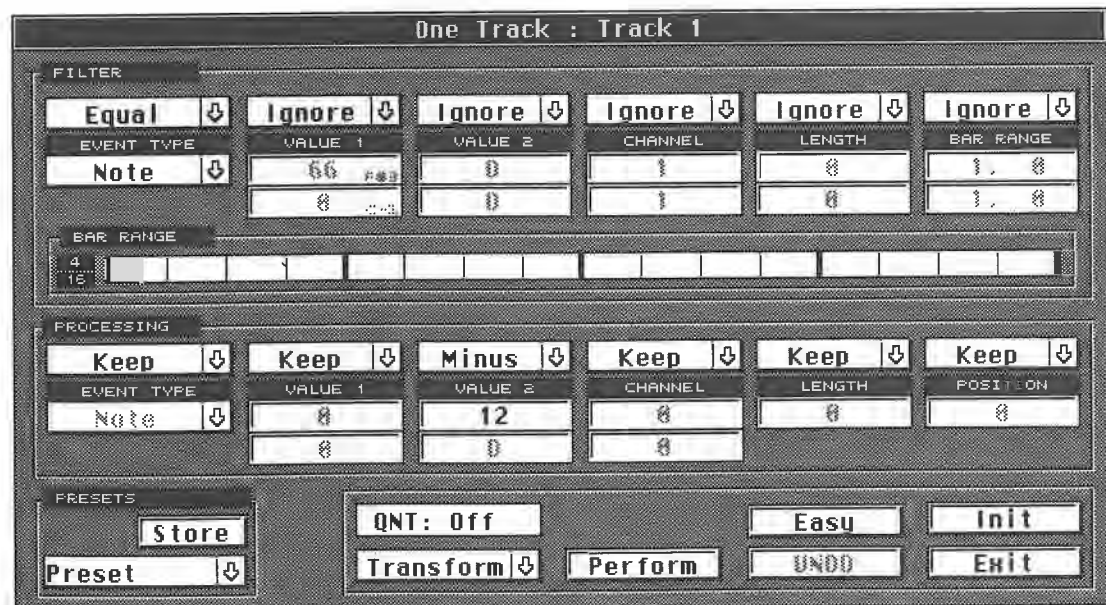 One Track : Track 1
FILTER
Equal Ignore Ignore Ignore Ignore Ignore
EVENT TYPE VALUE 1 VALUE 2 CHANNEL LENGTH BAR RANGE
Note 66 F#3 0 1 0 1. 0
0 C-2 0 1 0 1. 0
BAR RANGE
4
16
PROCESSING
Keep Keep Minus Keep Keep Keep
EVENT TYPE VALUE 1 VALUE 2 CHANNEL LENGTH POSITION
Note 0 12 0 0 0
0 0 0
PRESETS
Store QNT: Off Easy Init
Preset Transform Perform UNDO Exit